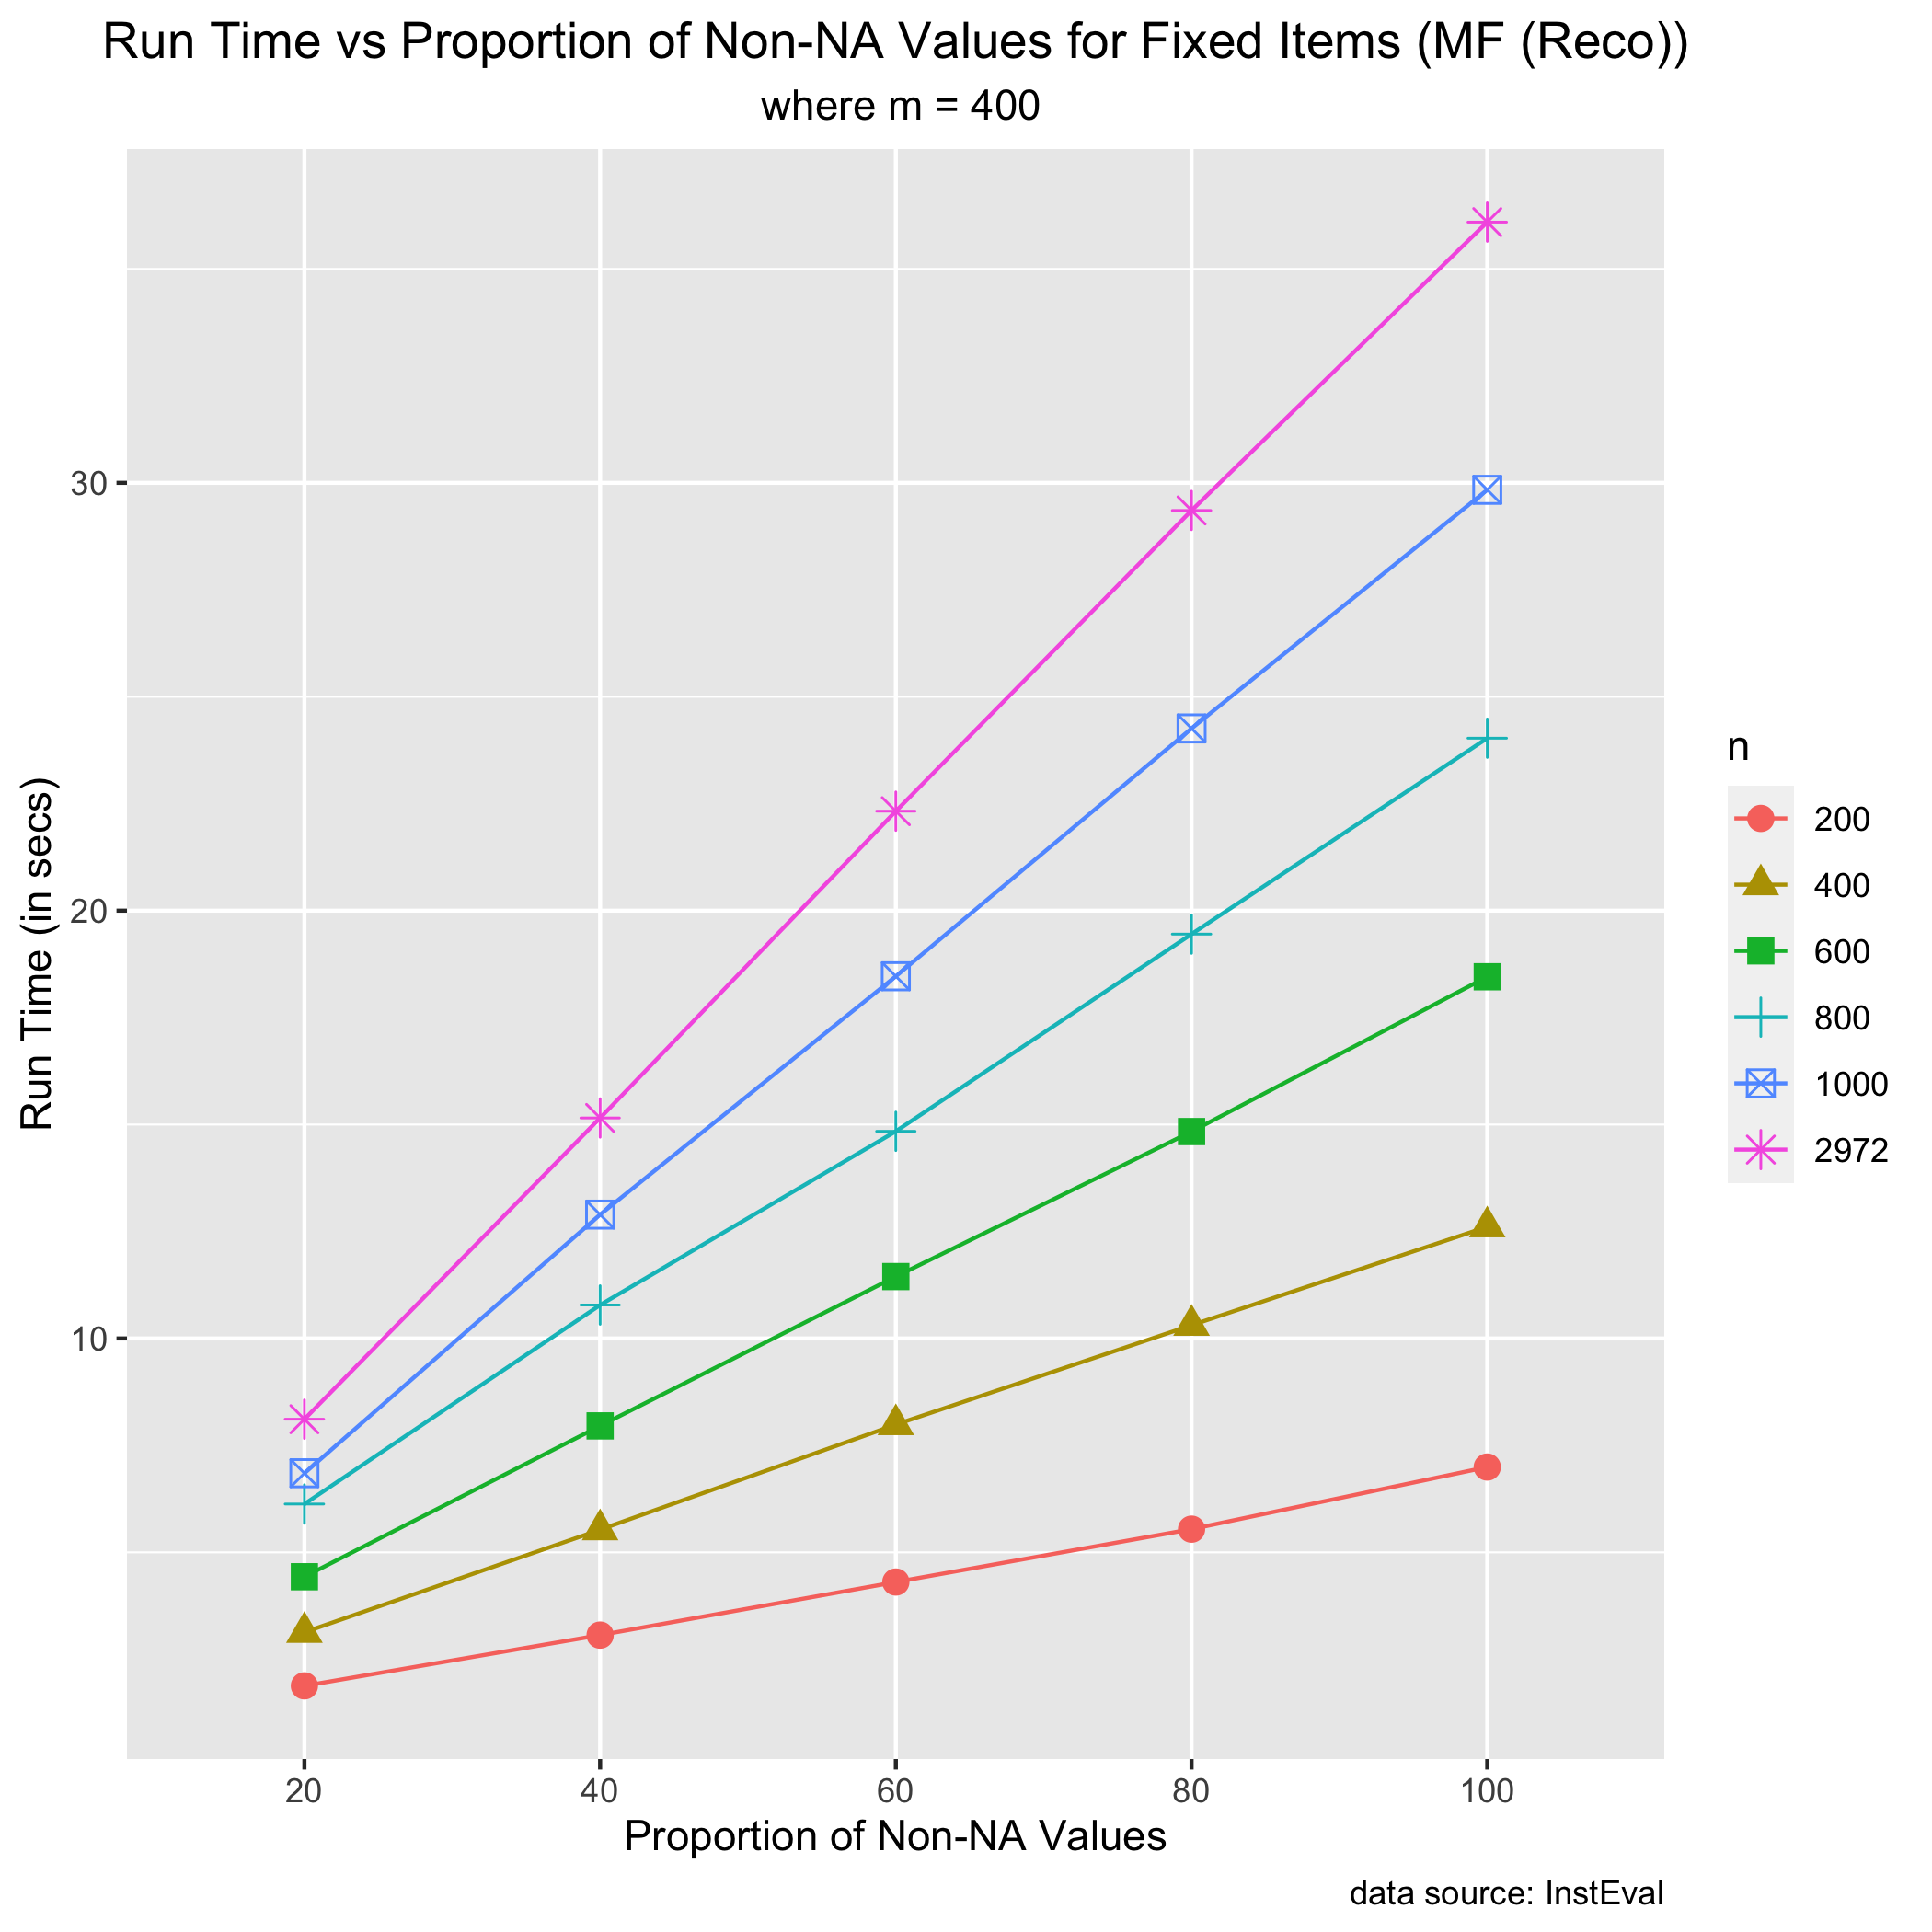 Run Time vs Proportion of Non-NA Values for Fixed Items (MF (Reco))
where m = 400
30
20
10
Run Time (in secs)
20 40 60 80 100
Proportion of Non-NA Values
data source: InstEval
n
200
400
600
800
1000
2972